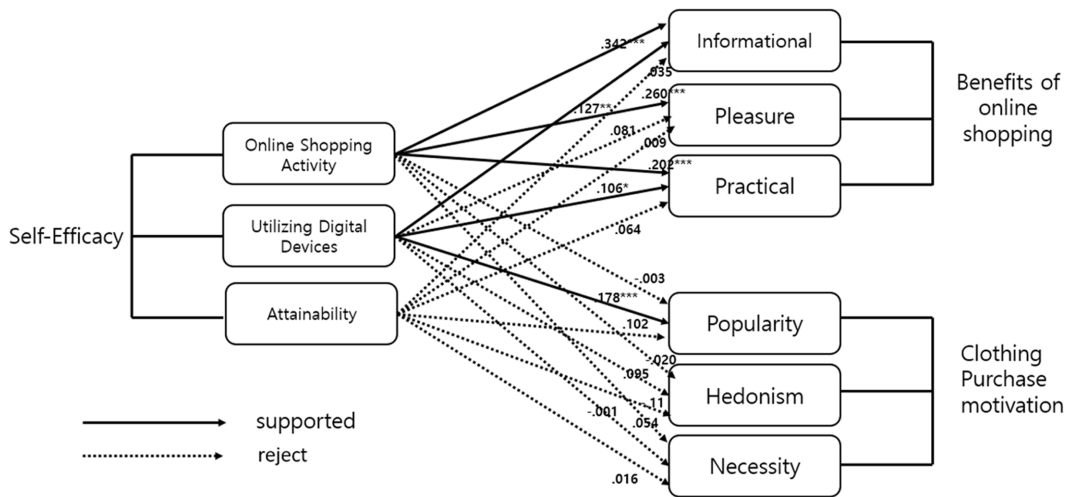 Self-Efficacy
Online Shopping
Activity
Utilizing Digital
Devices
Attainability
.342***
.035
.260***
.127**
.081
.009
.202***
.106*
.064
-.003
.178***
.102
-.020
.095
-.11
-.001
.054
.016
Informational
Pleasure
Practical
Popularity
Hedonism
Necessity
Benefits of
online
shopping
Clothing
Purchase
motivation
supported
reject